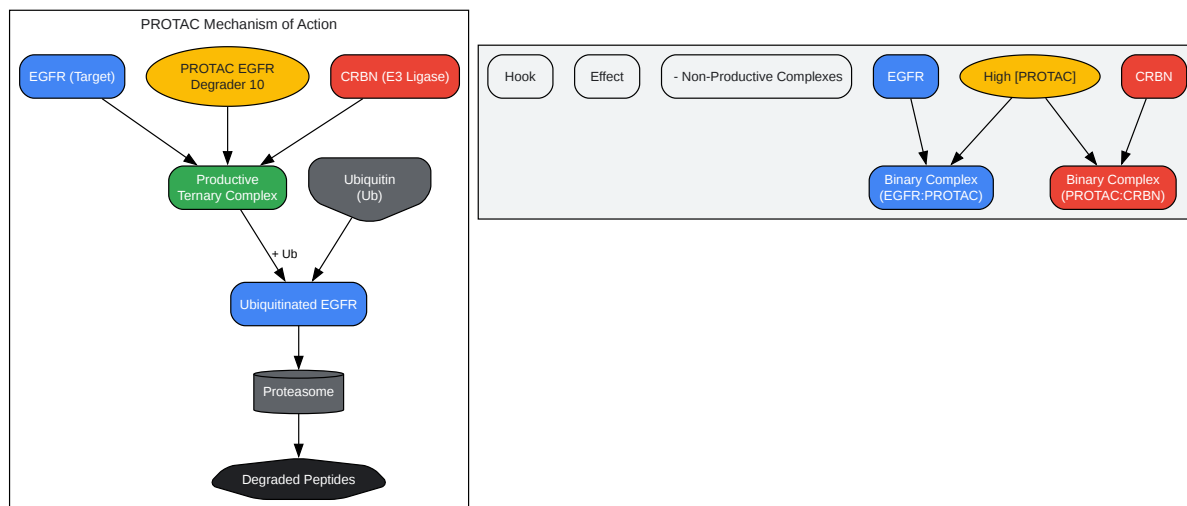 PROTAC Mechanism of Action
EGFR (Target)
PROTAC EGFR
Degrader 10
CRBN (E3 Ligase)
Productive
Ternary Complex
Ubiquitin
(Ub)
+ Ub
Ubiquitinated EGFR
Proteasome
Degraded Peptides
Hook
Effect
- Non-Productive Complexes
EGFR
High [PROTAC]
CRBN
Binary Complex
(EGFR:PROTAC)
Binary Complex
(PROTAC:CRBN)